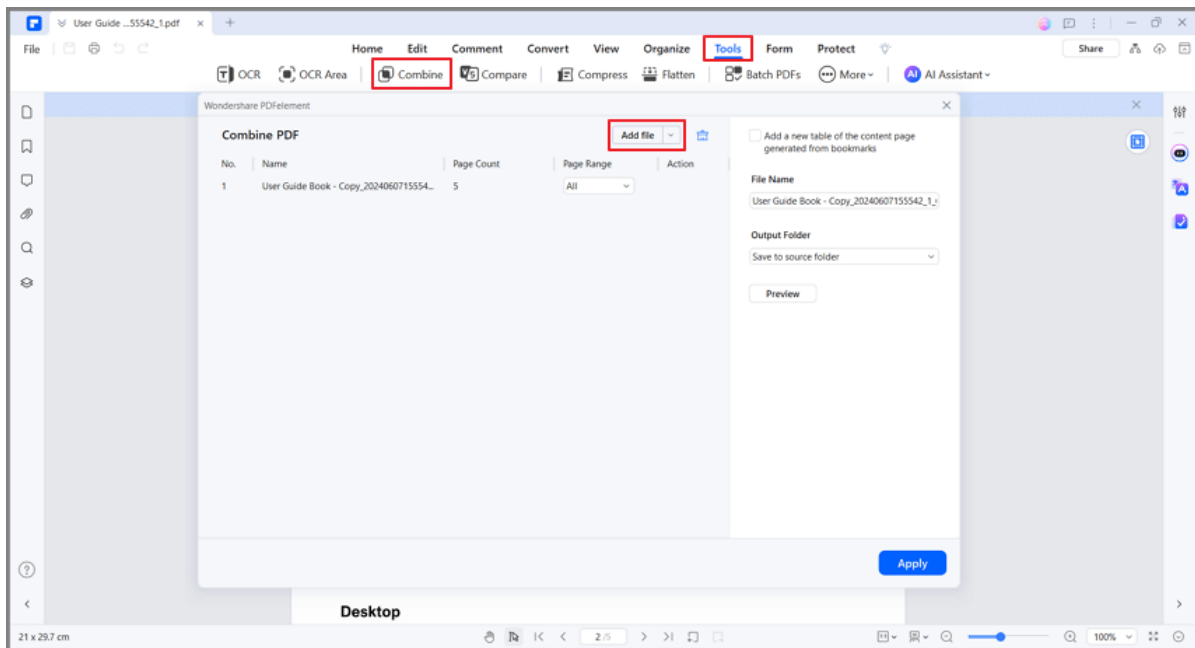 User Guide ...55542_1.pdf
File
Home Edit Comment Convert View Organize Tools Form Protect
Share
OCR OCR Area Combine Compare Compress Flatten Batch PDFs More AI Assistant
Wondershare PDFelement
Combine PDF
Add file
No. Name Page Count Page Range Action
1 User Guide Book - Copy_2024060715554... 5 All
Add a new table of the content page
generated from bookmarks
File Name
User Guide Book - Copy_20240607155542_1_
Output Folder
Save to source folder
Preview
Apply
Desktop
21 x 29.7 cm
2 /5
100%